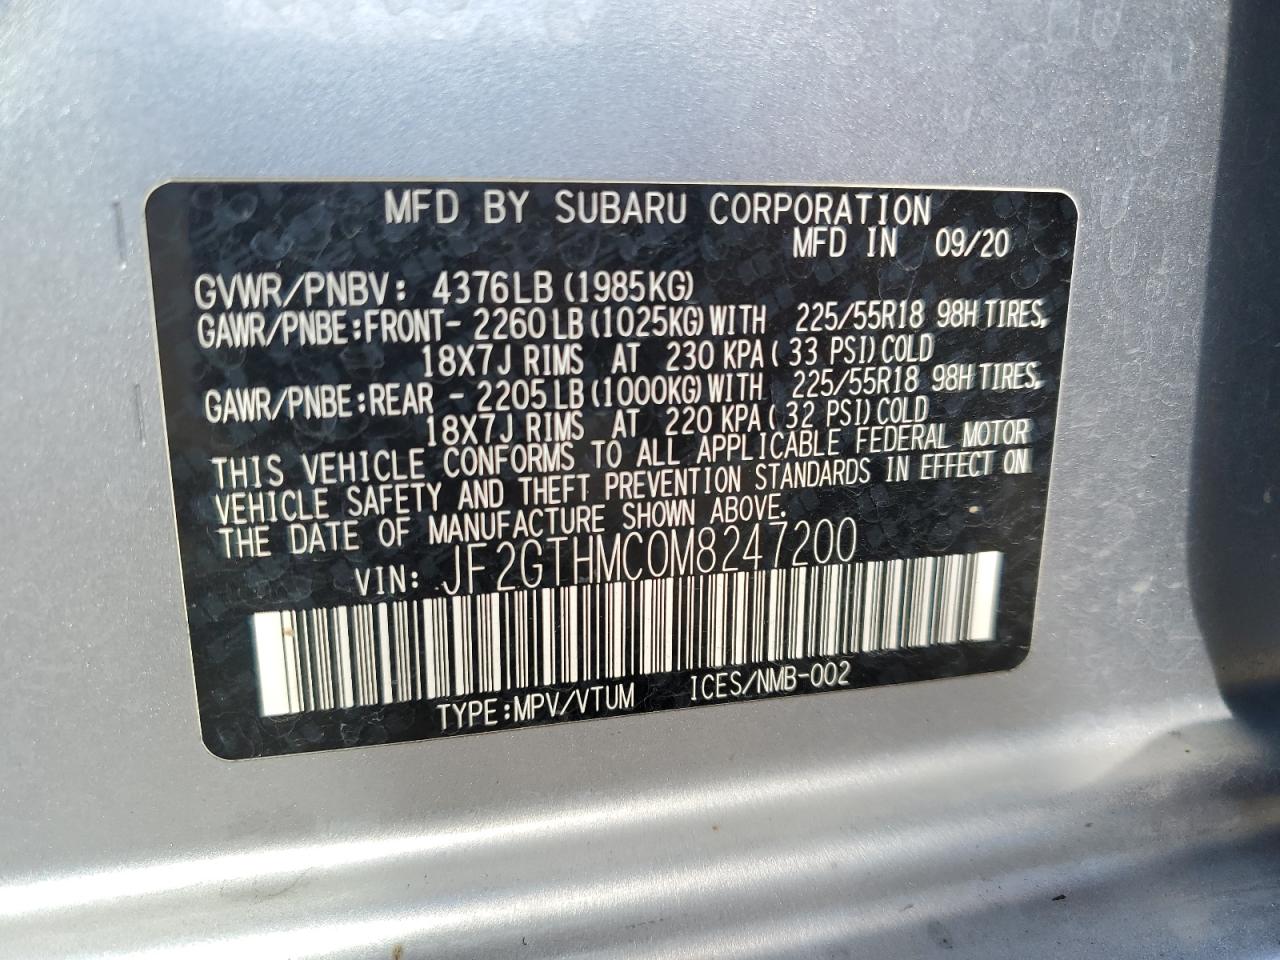 MFD BY SUBARU CORPORATION
MFD IN 09/20
GVWR/PNBV: 4376LB (1985KG)
GAWR/PNBE:FRONT- 2260LB(1025KG)WITH 225/55R18 98H TIRES,
18X7J RIMS AT 230 KPA( 33 PSI)COLD
GAWR/PNBE:REAR - 2205LB(1000KG)WITH 225/55R18 98H TIRES,
18X7J RIMS AT 220 KPA( 32 PSI)COLD
THIS VEHICLE CONFORMS TO ALL APPLICABLE FEDERAL MOTOR
VEHICLE SAFETY AND THEFT PREVENTION STANDARDS IN EFFECT ON
THE DATE OF MANUFACTURE SHOWN ABOVE.
VIN: JF2GTHMC0M8247200
TYPE:MPV/VTUM ICES/NMB-002